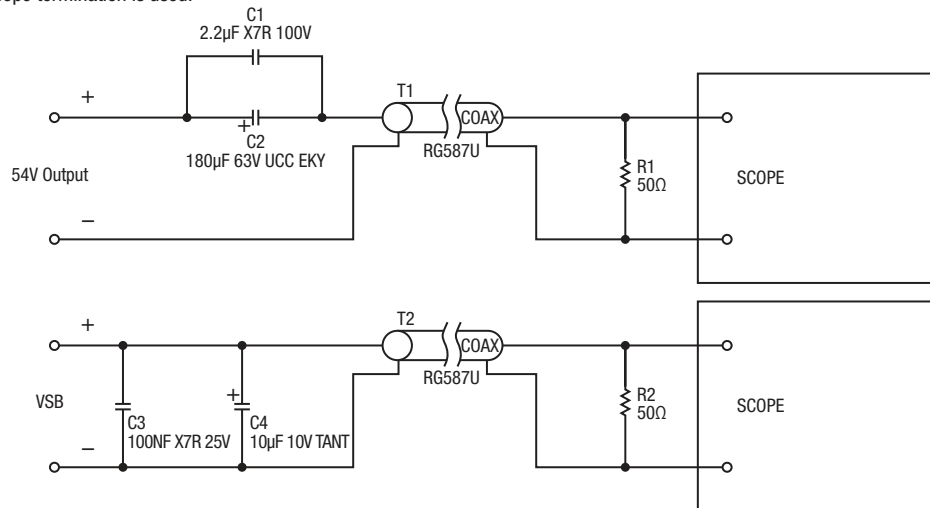 C1
2.2µF X7R 100V
+
T1
COAX
+
C2
RG587U
180µF 63V UCC EKY
R1
50Ω
54V Output
SCOPE
−
+
T2
COAX
RG587U
+
R2
50Ω
VSB
SCOPE
C3
100NF X7R 25V
C4
10µF 10V TANT
−